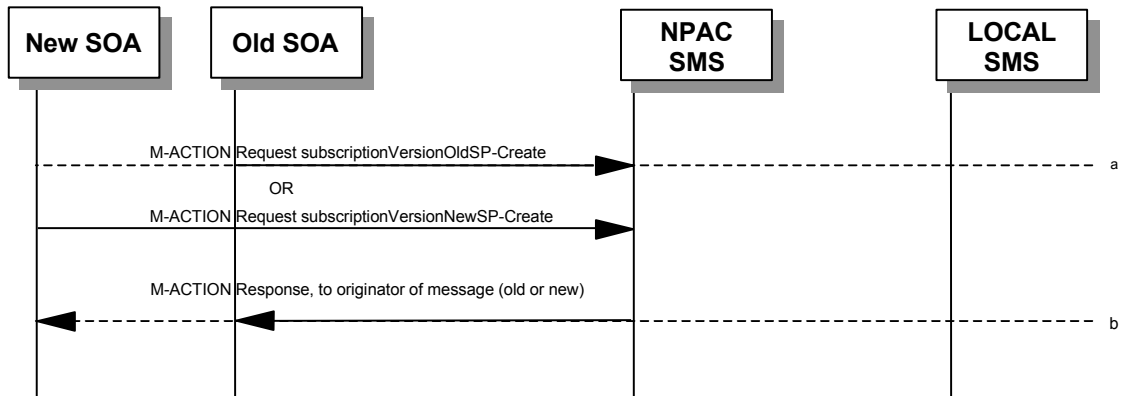 New SOA
Old SOA
NPAC
SMS
LOCAL
SMS
M-ACTION Request subscriptionVersionOldSP-Create
a
OR
M-ACTION Request subscriptionVersionNewSP-Create
M-ACTION Response, to originator of message (old or new)
b